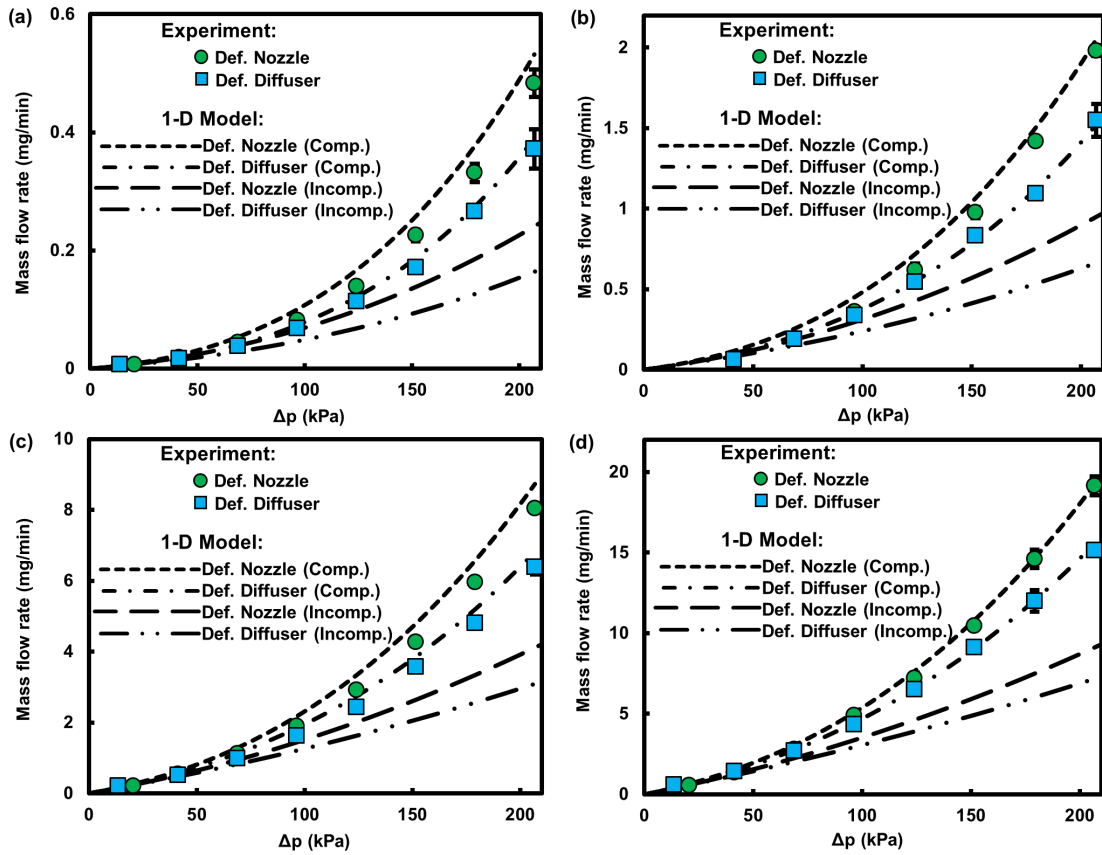 (a)
0.6
0.4
0.2
0
Mass flow rate (mg/min)
Experiment:
Def. Nozzle
Def. Diffuser
1-D Model:
Def. Nozzle (Comp.)
Def. Diffuser (Comp.)
Def. Nozzle (Incomp.)
Def. Diffuser (Incomp.)
0 50 100 150 200
Δp (kPa)
(b)
2
1.5
1
0.5
0
Mass flow rate (mg/min)
Experiment:
Def. Nozzle
Def. Diffuser
1-D Model:
Def. Nozzle (Comp.)
Def. Diffuser (Comp.)
Def. Nozzle (Incomp.)
Def. Diffuser (Incomp.)
0 50 100 150 200
Δp (kPa)
(c)
10
8
6
4
2
0
Mass flow rate (mg/min)
Experiment:
Def. Nozzle
Def. Diffuser
1-D Model:
Def. Nozzle (Comp.)
Def. Diffuser (Comp.)
Def. Nozzle (Incomp.)
Def. Diffuser (Incomp.)
0 50 100 150 200
Δp (kPa)
(d)
20
15
10
5
0
Mass flow rate (mg/min)
Experiment:
Def. Nozzle
Def. Diffuser
1-D Model:
Def. Nozzle (Comp.)
Def. Diffuser (Comp.)
Def. Nozzle (Incomp.)
Def. Diffuser (Incomp.)
0 50 100 150 200
Δp (kPa)